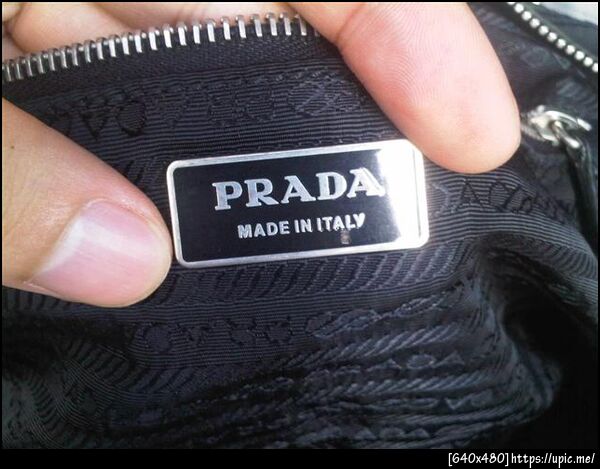 PRADA
MADE IN ITALY
[640x480]https://upic.me/